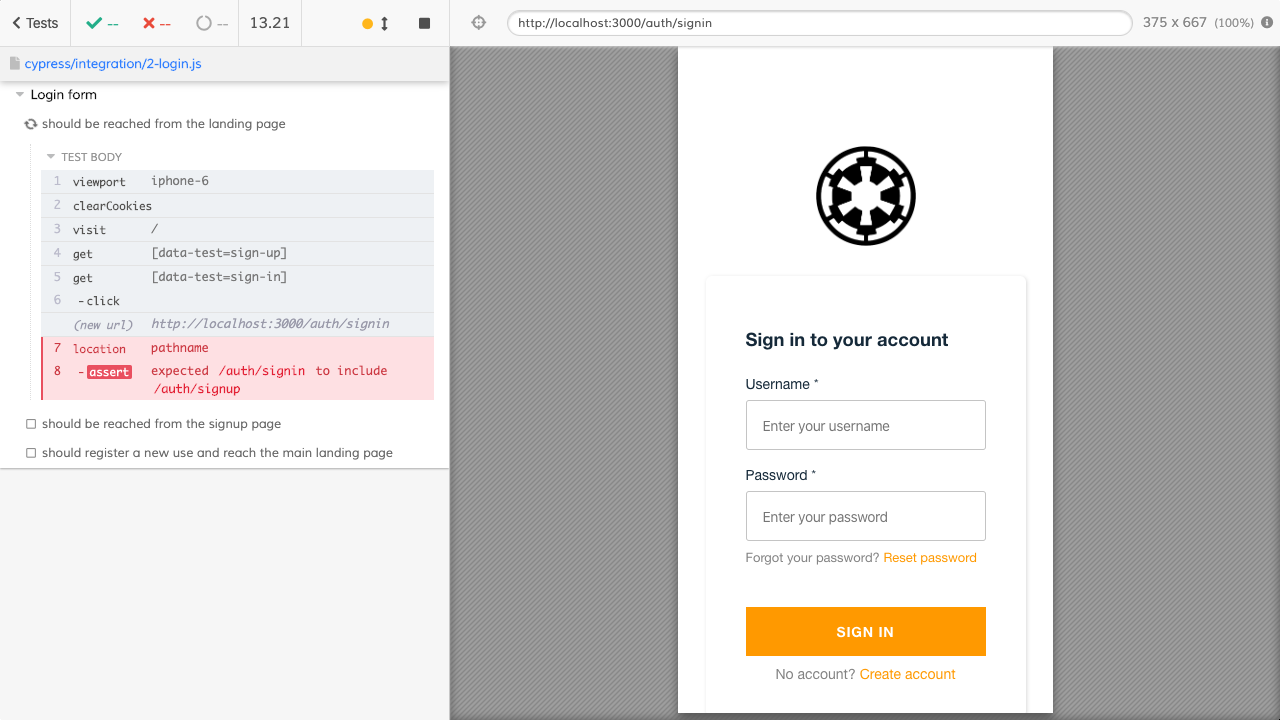 Tests
--
--
--
13.21
http://localhost:3000/auth/signin
375 x 667 (100%)
cypress/integration/2-login.js
Login form
should be reached from the landing page
TEST BODY
1 viewport iphone-6
2 clearCookies
3 visit /
4 get [data-test=sign-up]
5 get [data-test=sign-in]
6 -click
(new url) http://localhost:3000/auth/signin
7 location pathname
8 -assert expected /auth/signin to include
/auth/signup
should be reached from the signup page
should register a new use and reach the main landing page
Sign in to your account
Username *
Enter your username
Password *
Enter your password
Forgot your password? Reset password
SIGN IN
No account? Create account